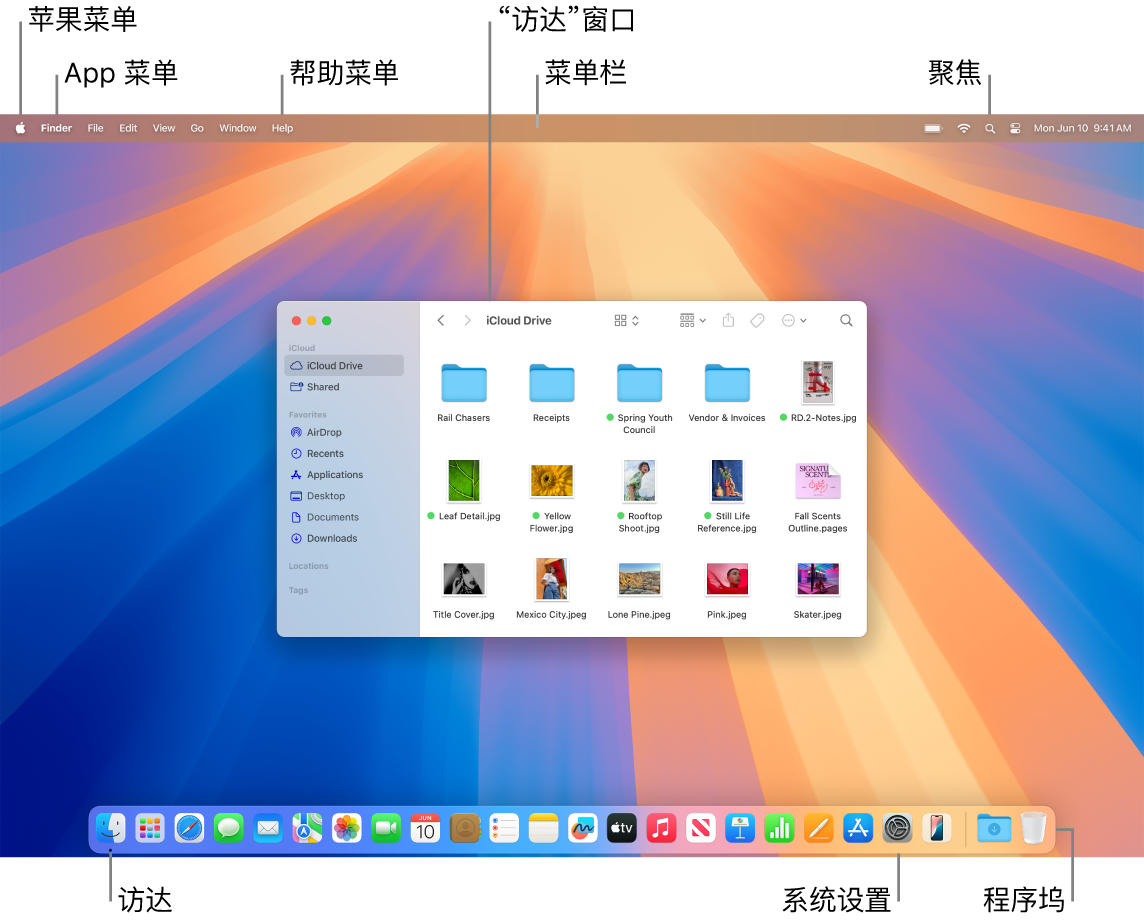 苹果菜单
“访达”窗口
App 菜单
帮助菜单
菜单栏
聚焦
Finder File Edit View Go Window Help
Mon Jun 10 9:41 AM
iCloud Drive
iCloud
iCloud Drive
Shared
Favorites
AirDrop
Recents
Applications
Desktop
Documents
Downloads
Locations
Tags
Rail Chasers
Receipts
Spring Youth
Council
Vendor & Invoices
RD.2-Notes.jpg
SIGNATU
SCENT
Leaf Detail.jpg
Yellow
Flower.jpg
Rooftop
Shoot.jpg
Still Life
Reference.jpg
Fall Scents
Outline.pages
Title Cover.jpg
Mexico City.jpeg
Lone Pine.jpeg
Pink.jpeg
Skater.jpeg
JUN
10
tv
访达
系统设置
程序坞